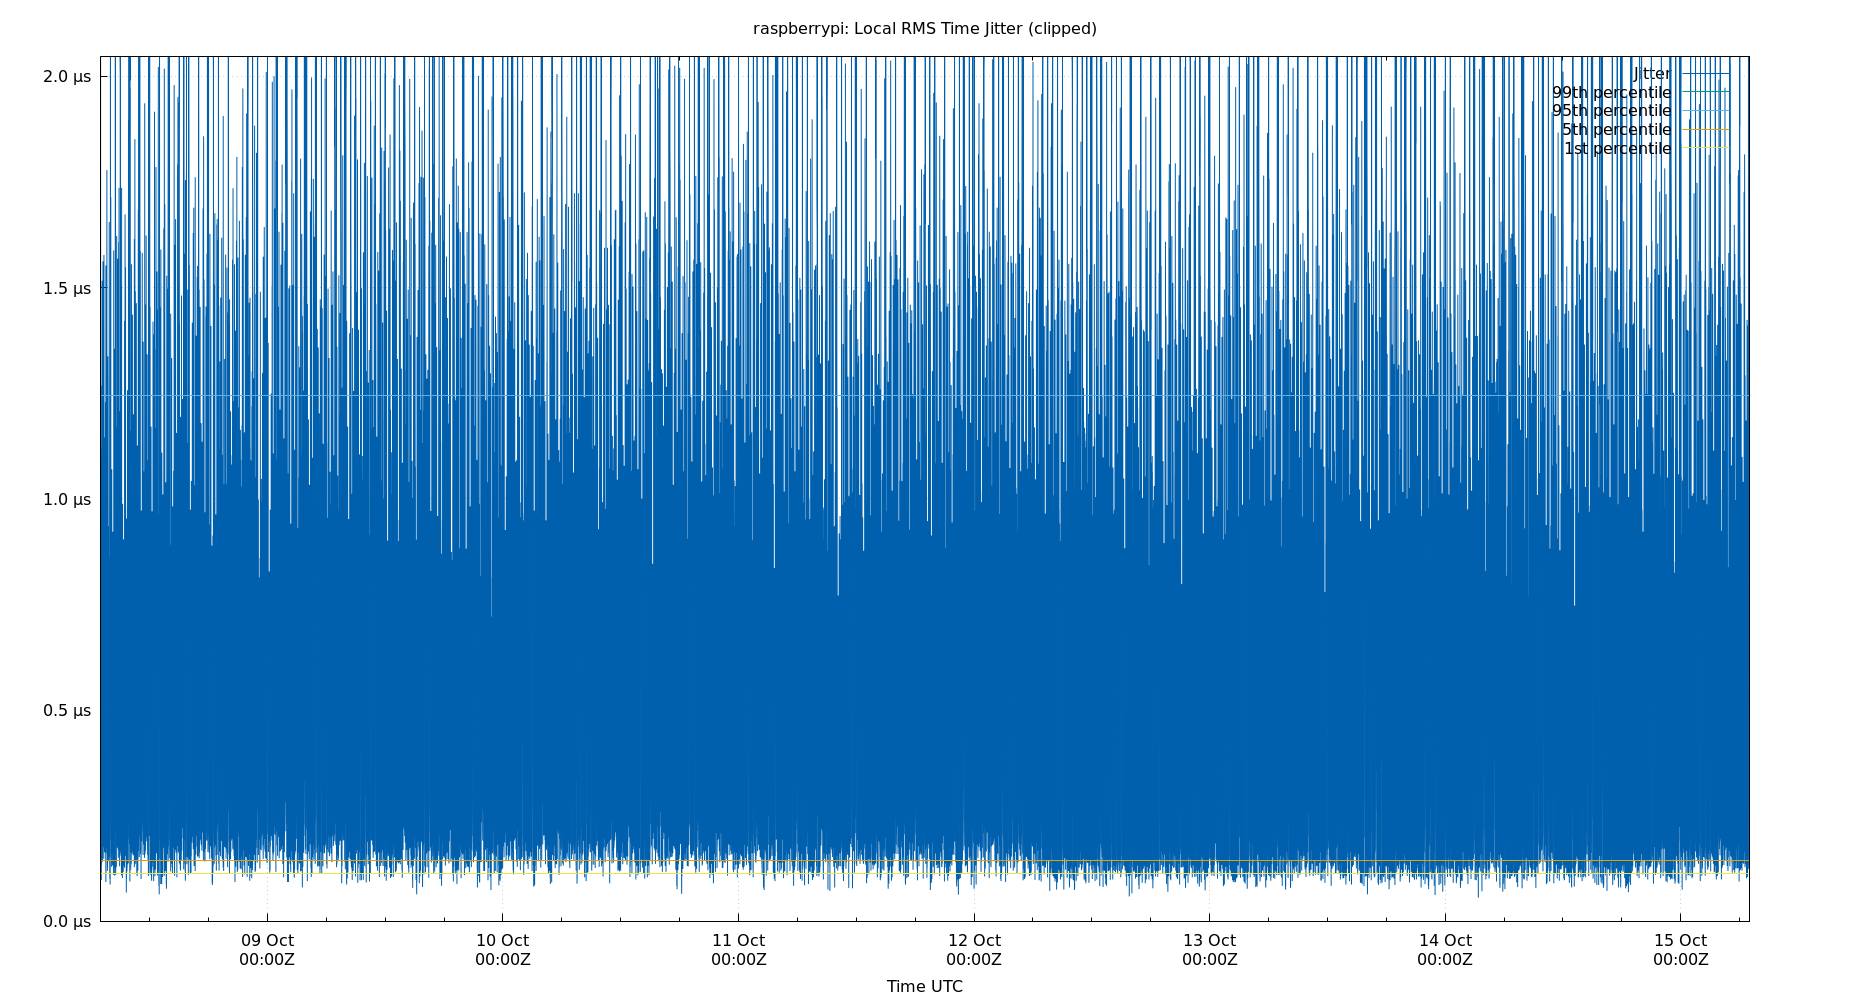 raspberrypi: Local RMS Time Jitter (clipped)
2.0 µs
1.5 µs
1.0 µs
0.5 µs
0.0 µs
Jitter
99th percentile
95th percentile
5th percentile
1st percentile
09 Oct 10 Oct 11 Oct 12 Oct 13 Oct 14 Oct 15 Oct
00:00Z 00:00Z 00:00Z 00:00Z 00:00Z 00:00Z 00:00Z
Time UTC